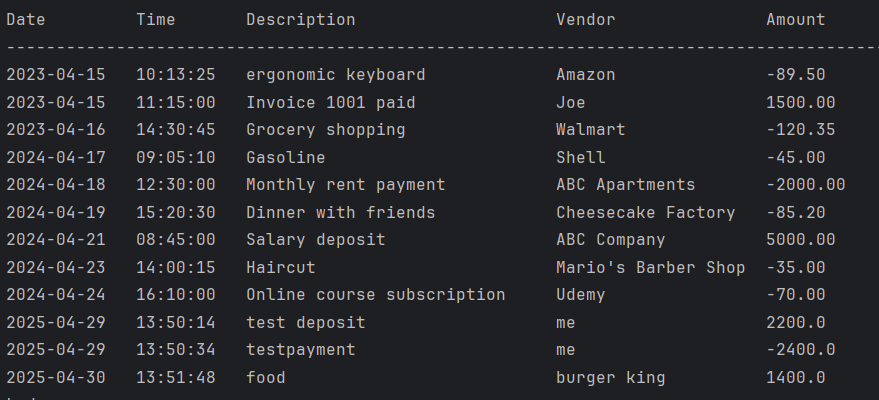 Date Time Description Vendor Amount
----------------------------------------------------------------------------------------
2023-04-15 10:13:25 ergonomic keyboard Amazon -89.50
2023-04-15 11:15:00 Invoice 1001 paid Joe 1500.00
2023-04-16 14:30:45 Grocery shopping Walmart -120.35
2024-04-17 09:05:10 Gasoline Shell -45.00
2024-04-18 12:30:00 Monthly rent payment ABC Apartments -2000.00
2024-04-19 15:20:30 Dinner with friends Cheesecake Factory -85.20
2024-04-21 08:45:00 Salary deposit ABC Company 5000.00
2024-04-23 14:00:15 Haircut Mario's Barber Shop -35.00
2024-04-24 16:10:00 Online course subscription Udemy -70.00
2025-04-29 13:50:14 test deposit me 2200.0
2025-04-29 13:50:34 testpayment me -2400.0
2025-04-30 13:51:48 food burger king 1400.0